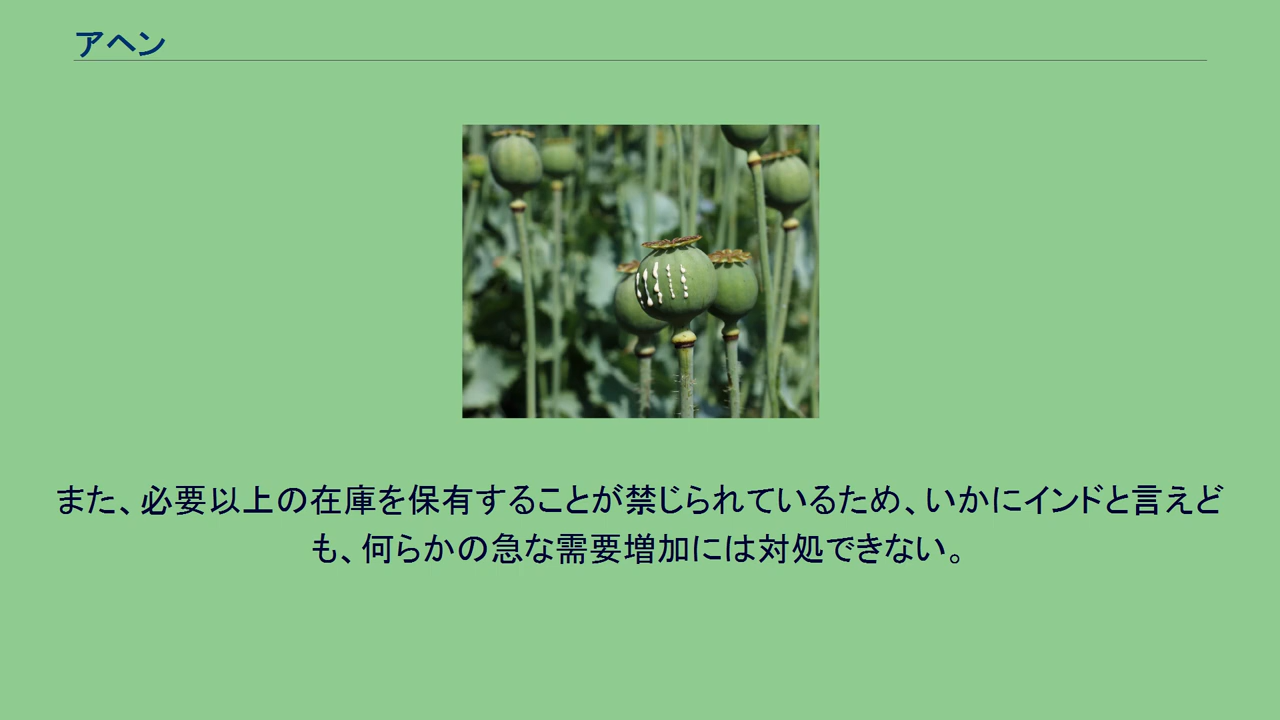 アヘン
また、必要以上の在庫を保有することが禁じられているため、いかにインドと言えど
も、何らかの急な需要増加には対処できない。